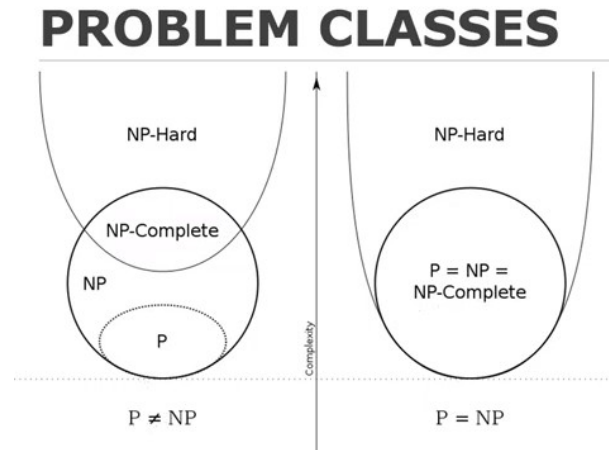 PROBLEM CLASSES
NP-Hard
NP-Complete
NP
P
P ≠ NP
Complexity
NP-Hard
P = NP =
NP-Complete
P = NP